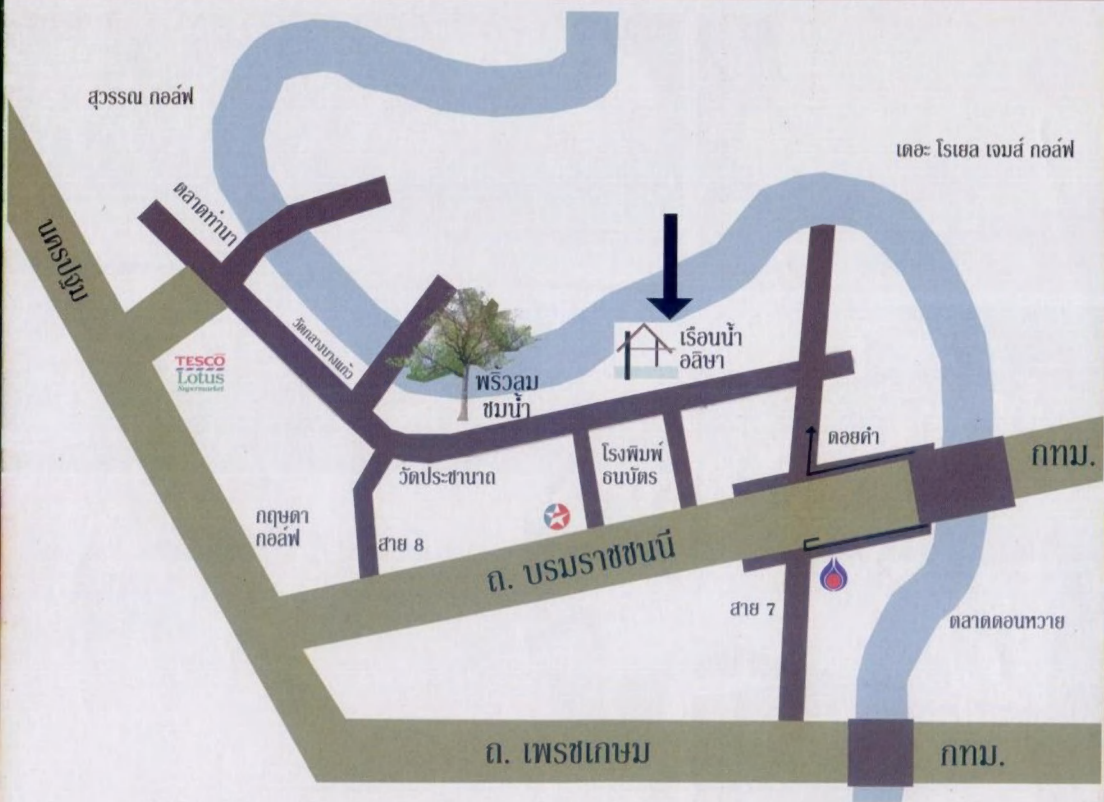 สุวรรณ กอล์ฟ
เดอะ โรเยล เจมส์ กอล์ฟ
ตลาดท่านา
นครปฐม
วัดกลางบางแก้ว
TESCO
Lotus
Supermarket
เรือนน้ำ
อลิษา
พริ้วลม
ชมน้ำ
ดอยคำ
กทม.
โรงพิมพ์
ธนบัตร
วัดประชานาถ
กฤษดา
กอล์ฟ
สาย 8
ถ. บรมราชชนนี
สาย 7
ตลาดดอนหวาย
ถ. เพรชเกษม
กทม.